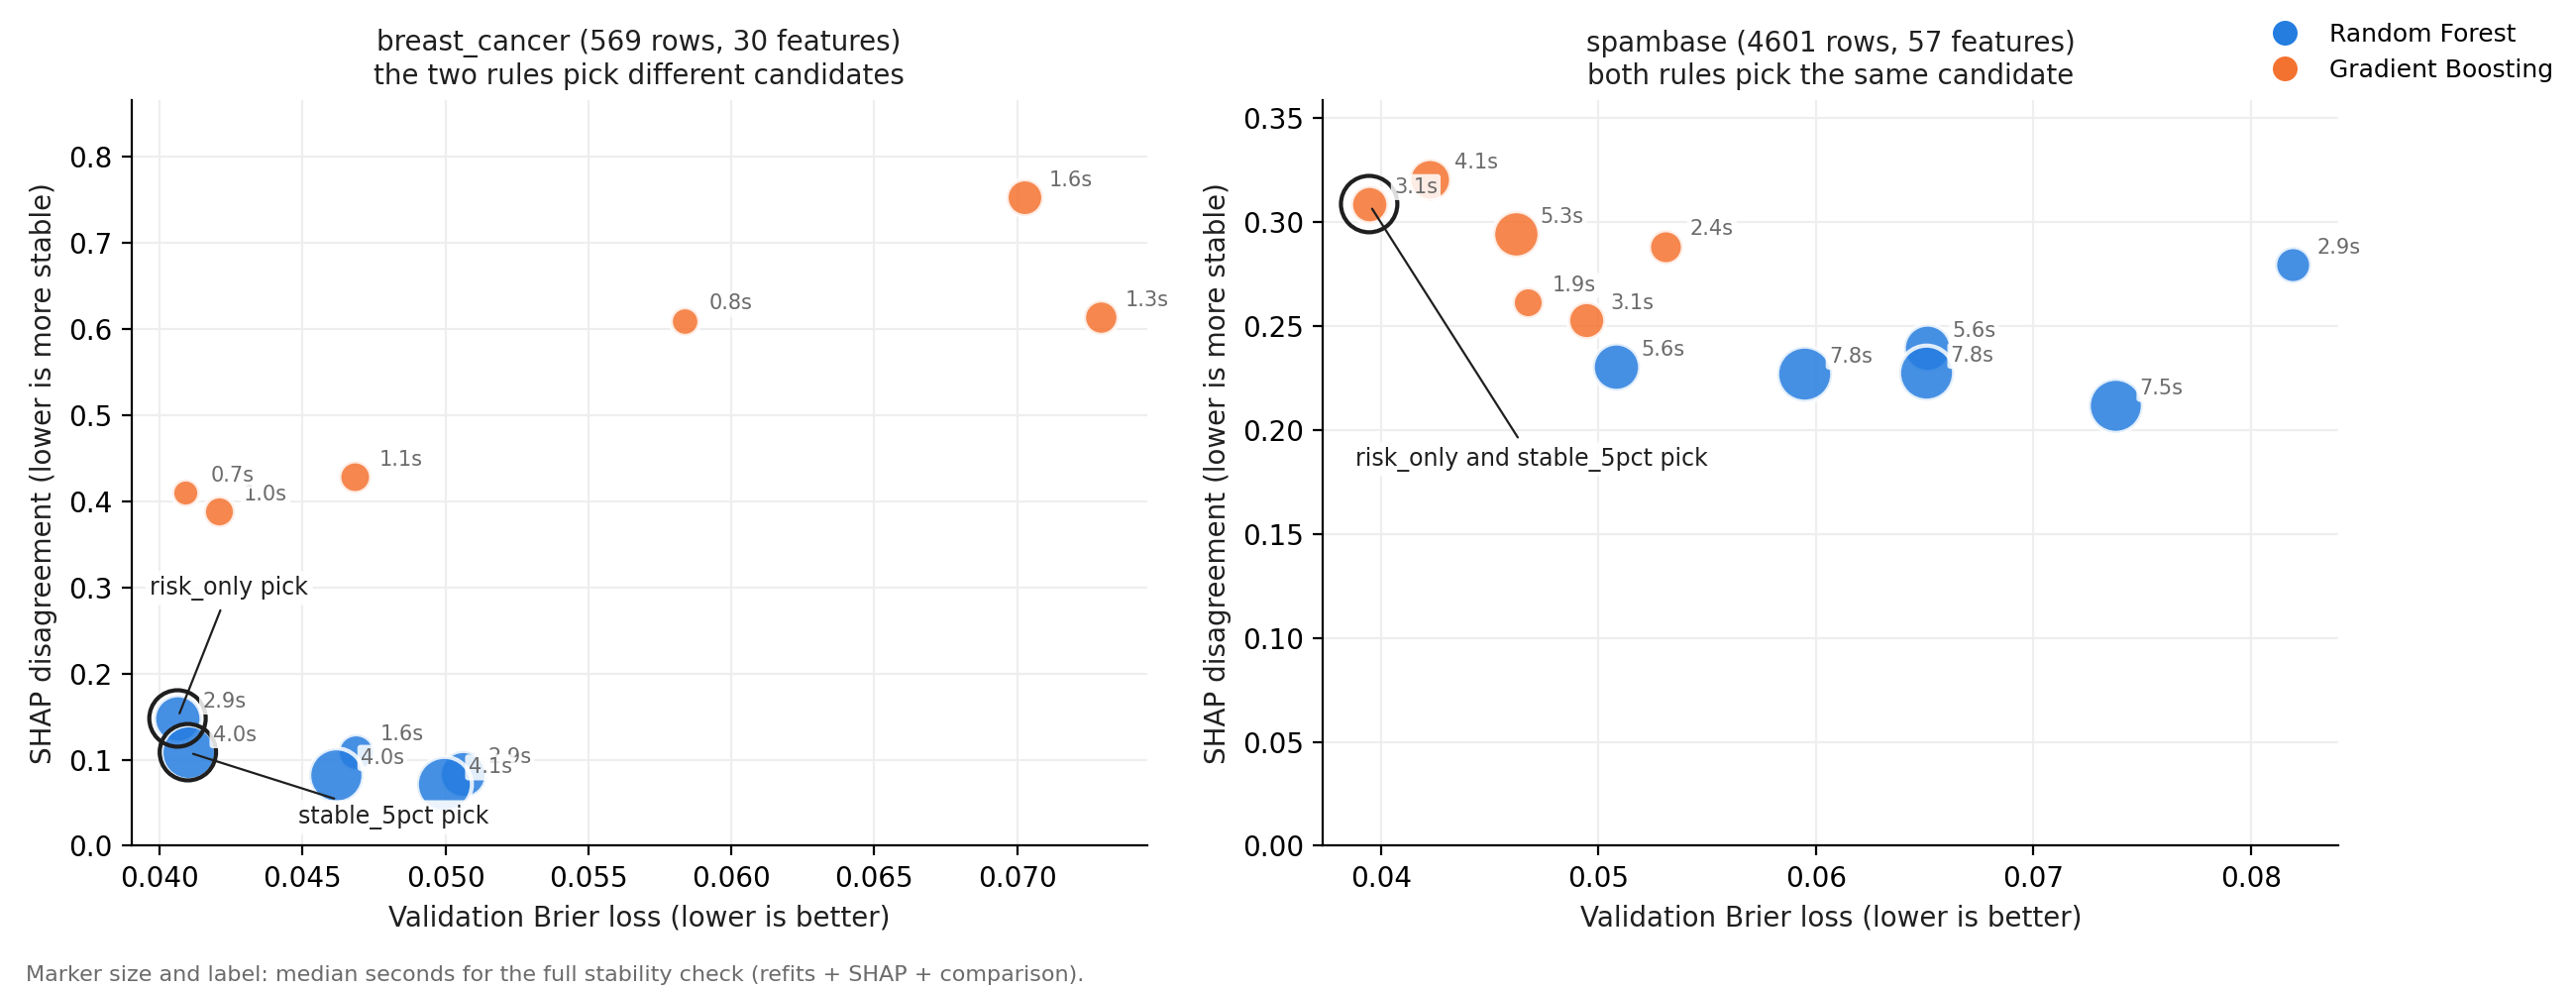 breast_cancer (569 rows, 30 features)
the two rules pick different candidates
SHAP disagreement (lower is more stable)
0.8
0.7
0.6
0.5
0.4
0.3
0.2
0.1
0.0
1.6s
1.3s
0.8s
1.1s
0.7s
1.0s
risk_only pick
2.9s
4.0s
1.6s
4.0s
2.9s
4.1s
stable_5pct pick
0.040
0.045
0.050
0.055
0.060
0.065
0.070
Validation Brier loss (lower is better)
spambase (4601 rows, 57 features)
both rules pick the same candidate
Random Forest
Gradient Boosting
SHAP disagreement (lower is more stable)
0.35
0.30
0.25
0.20
0.15
0.10
0.05
0.00
4.1s
3.1s
5.3s
2.4s
2.9s
1.9s
3.1s
5.6s
5.6s
7.8s
7.8s
7.5s
risk_only and stable_5pct pick
0.04
0.05
0.06
0.07
0.08
Validation Brier loss (lower is better)
Marker size and label: median seconds for the full stability check (refits + SHAP + comparison).